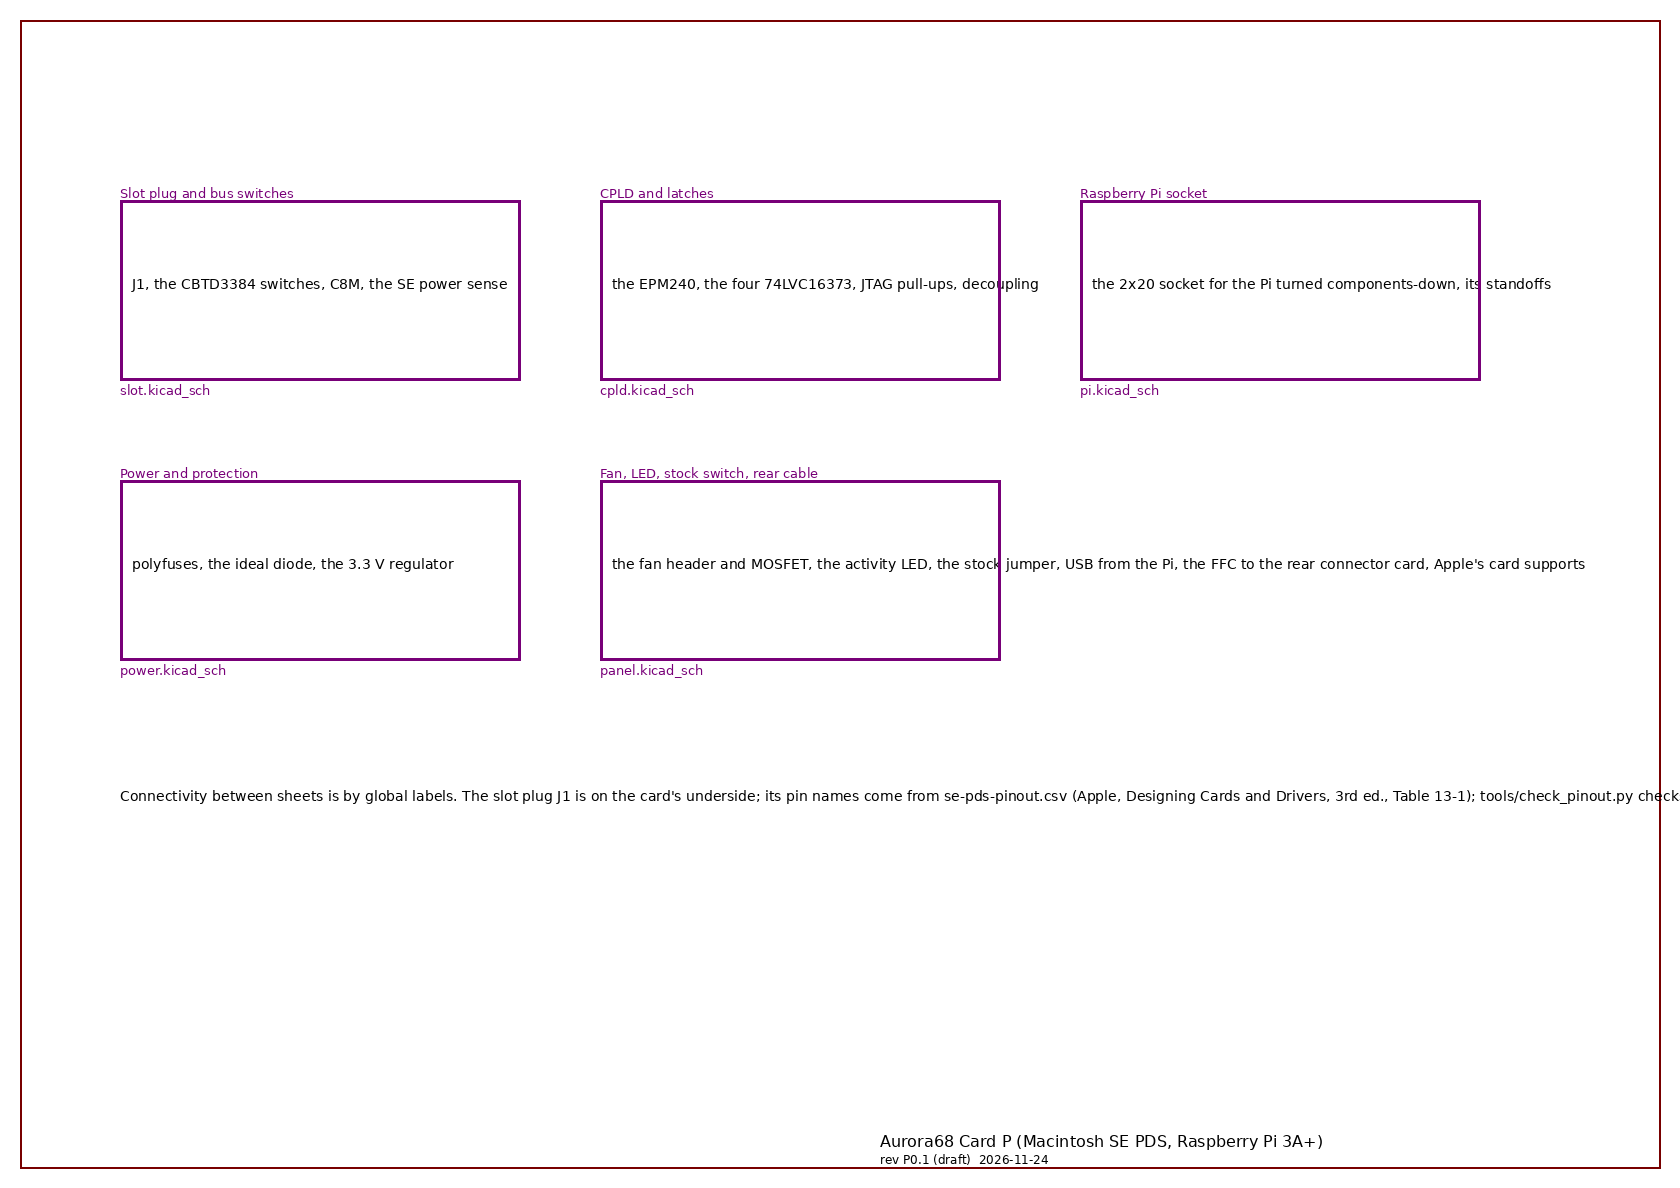 Slot plug and bus switches
CPLD and latches
Raspberry Pi socket
J1, the CBTD3384 switches, C8M, the SE power sense
the EPM240, the four 74LVC16373, JTAG pull-ups, decoupling
the 2x20 socket for the Pi turned components-down, its standoffs
slot.kicad_sch
cpld.kicad_sch
pi.kicad_sch
Power and protection
Fan, LED, stock switch, rear cable
polyfuses, the ideal diode, the 3.3 V regulator
the fan header and MOSFET, the activity LED, the stock jumper, USB from the Pi, the FFC to the rear connector card, Apple's card supports
power.kicad_sch
panel.kicad_sch
Connectivity between sheets is by global labels. The slot plug J1 is on the card's underside; its pin names come from se-pds-pinout.csv (Apple, Designing Cards and Drivers, 3rd ed., Table 13-1); tools/check_pinout.py check
Aurora68 Card P (Macintosh SE PDS, Raspberry Pi 3A+)
rev P0.1 (draft)  2026-11-24